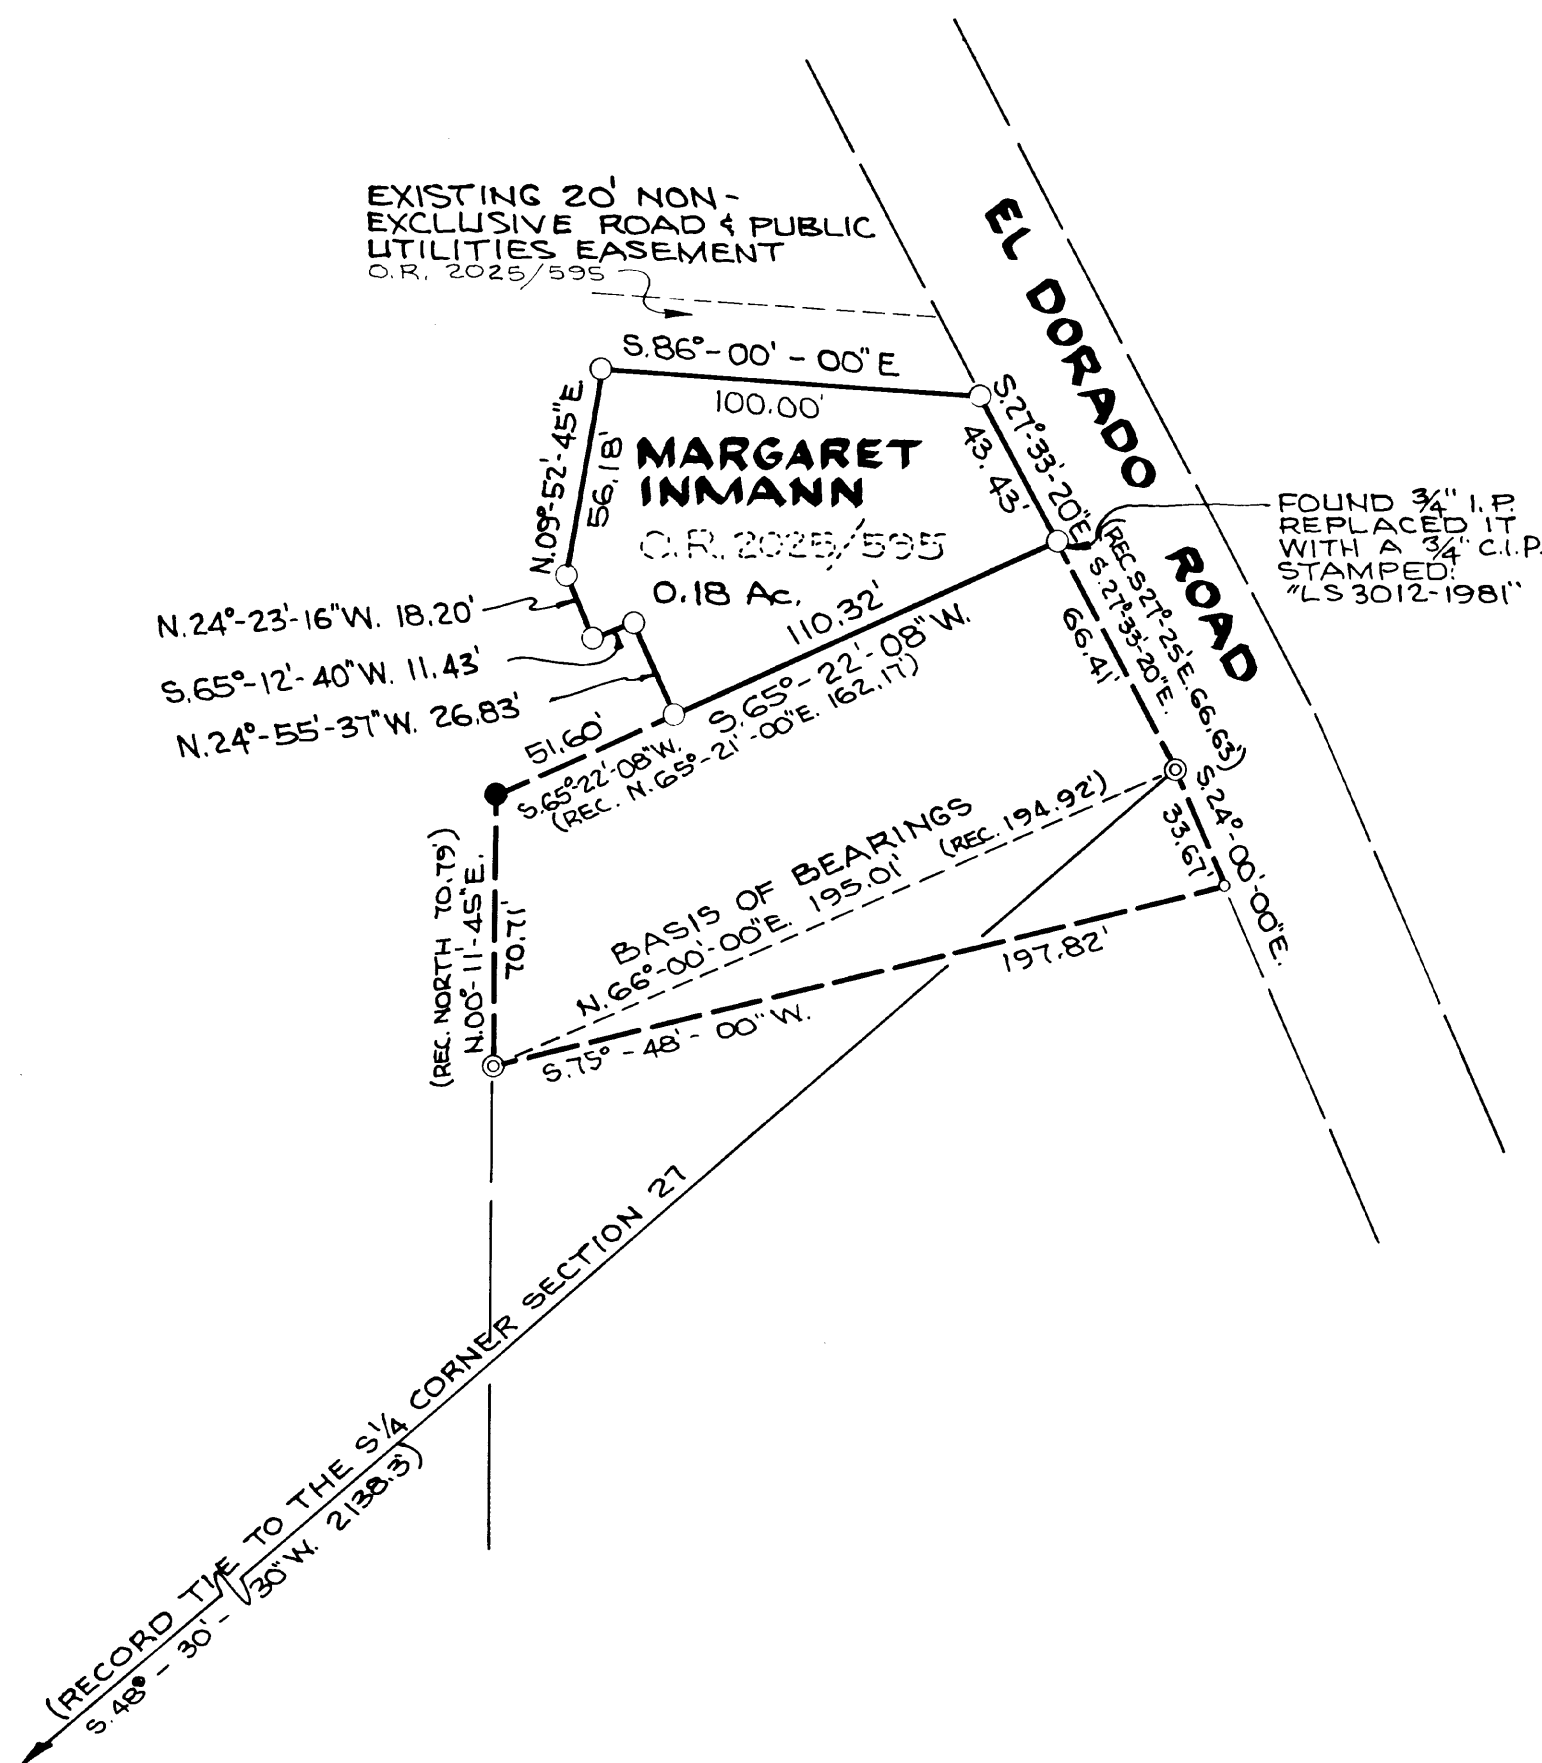 EXISTING 20' NON-
EXCLUSIVE ROAD & PUBLIC
UTILITIES EASEMENT
O.R. 2025/595
EL DORADO
ROAD
S.86°-00'-00"E
100.00'
N.09°-52'-45"E
56.18'
MARGARET
INMANN
O.R. 2025/595
0.18 Ac.
S.27°-33'-20"E
43.43'
FOUND 3/4" I.P.
REPLACED IT
WITH A 3/4" C.I.P.
STAMPED:
"LS 3012-1981"
N.24°-23'-16"W. 18.20'
S.65°-12'-40"W. 11.43'
N.24°-55'-37"W. 26.83'
110.32'
S.65°-22'-08"W.
(REC. N.65°-21'-00"E. 162.17')
51.60'
S.65°-22'-08"W.
(REC. S.27°-25'E. 66.63')
S.27°-33'-20"E.
66.41'
S.24°-00'-00"E.
33.67'
BASIS OF BEARINGS
N.66°-00'-00"E. 195.01' (REC. 194.92')
(REC. NORTH 70.79')
N.00°-11'-45"E.
70.71'
197.82'
S.75°-48'-00"W.
(RECORD TIE TO THE S1/4 CORNER SECTION 27
S.48°-30'-30"W. 2138.3')